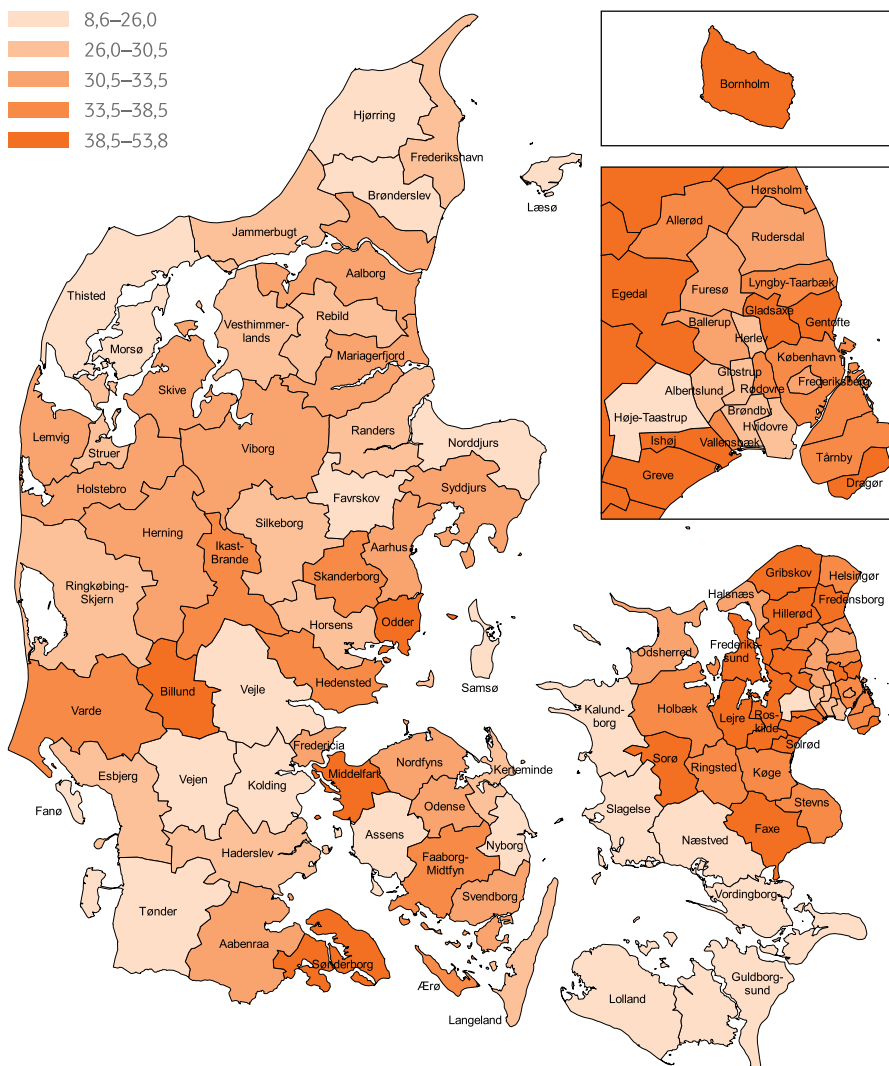 8,6–26,0
26,0–30,5
30,5–33,5
33,5–38,5
38,5–53,8
Hjørring
Frederikshavn
Brønderslev
Læsø
Jammerbugt
Aalborg
Thisted
Vesthimmer-
lands
Rebild
Morsø
Mariagerfjord
Skive
Lemvig
Struer
Viborg
Randers
Norddjurs
Holstebro
Favrskov
Syddjurs
Herning
Silkeborg
Ikast-
Brande
Aarhus
Skanderborg
Ringkøbing-
Skjern
Horsens
Odder
Samsø
Hedensted
Billund
Vejle
Varde
Fredericia
Middelfart
Nordfyns
Kerteminde
Esbjerg
Vejen
Kolding
Fanø
Odense
Assens
Nyborg
Haderslev
Faaborg-
Midtfyn
Svendborg
Tønder
Aabenraa
Sønderborg
Ærø
Langeland
Bornholm
Hørsholm
Allerød
Rudersdal
Egedal
Furesø
Lyngby-Taarbæk
Gladsaxe
Gentofte
Ballerup
Herlev
København
Glostrup
Frederiksberg
Albertslund
Rødovre
Høje-Taastrup
Brøndby
Hvidovre
Ishøj
Vallensbæk
Greve
Tårnby
Dragør
Gribskov
Helsingør
Halsnæs
Fredensborg
Hillerød
Frederiks-
sund
Odsherred
Kalund-
borg
Holbæk
Lejre
Ros-
kilde
Solrød
Sorø
Ringsted
Køge
Stevns
Slagelse
Faxe
Næstved
Vordingborg
Guldborg-
sund
Lolland